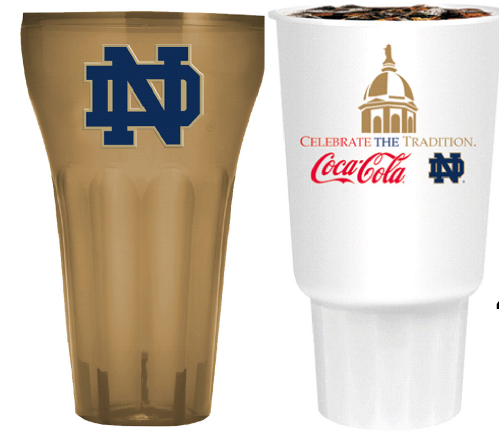 ND
CELEBRATE THE TRADITION.
Coca-Cola ND